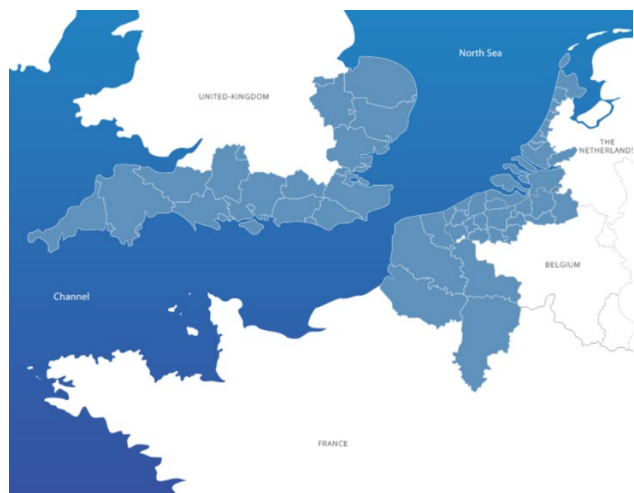 North Sea
UNITED-KINGDOM
THE
NETHERLANDS
BELGIUM
Channel
FRANCE